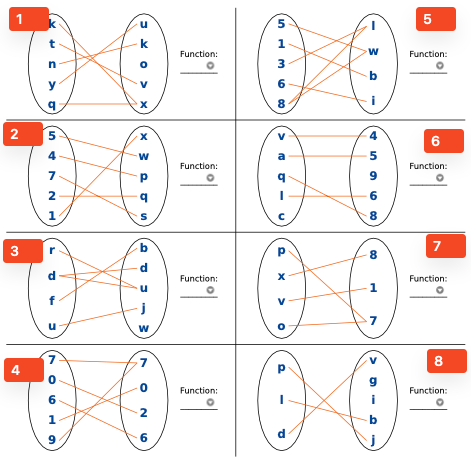 1
k u
t k
n o
y v
q x
Function:
5
5 l
1 w
3 b
6 i
8
2
5 x
4 w
7 p
2 q
1 s
Function:
6
v 4
a 5
q 9
l 6
c 8
Function:
3
r b
d d
f u
u j
w
Function:
7
p 8
x 1
v 7
o
Function:
4
7 7
0 0
6 2
1 6
9
Function:
8
p v
l g
d i
b
j
Function: